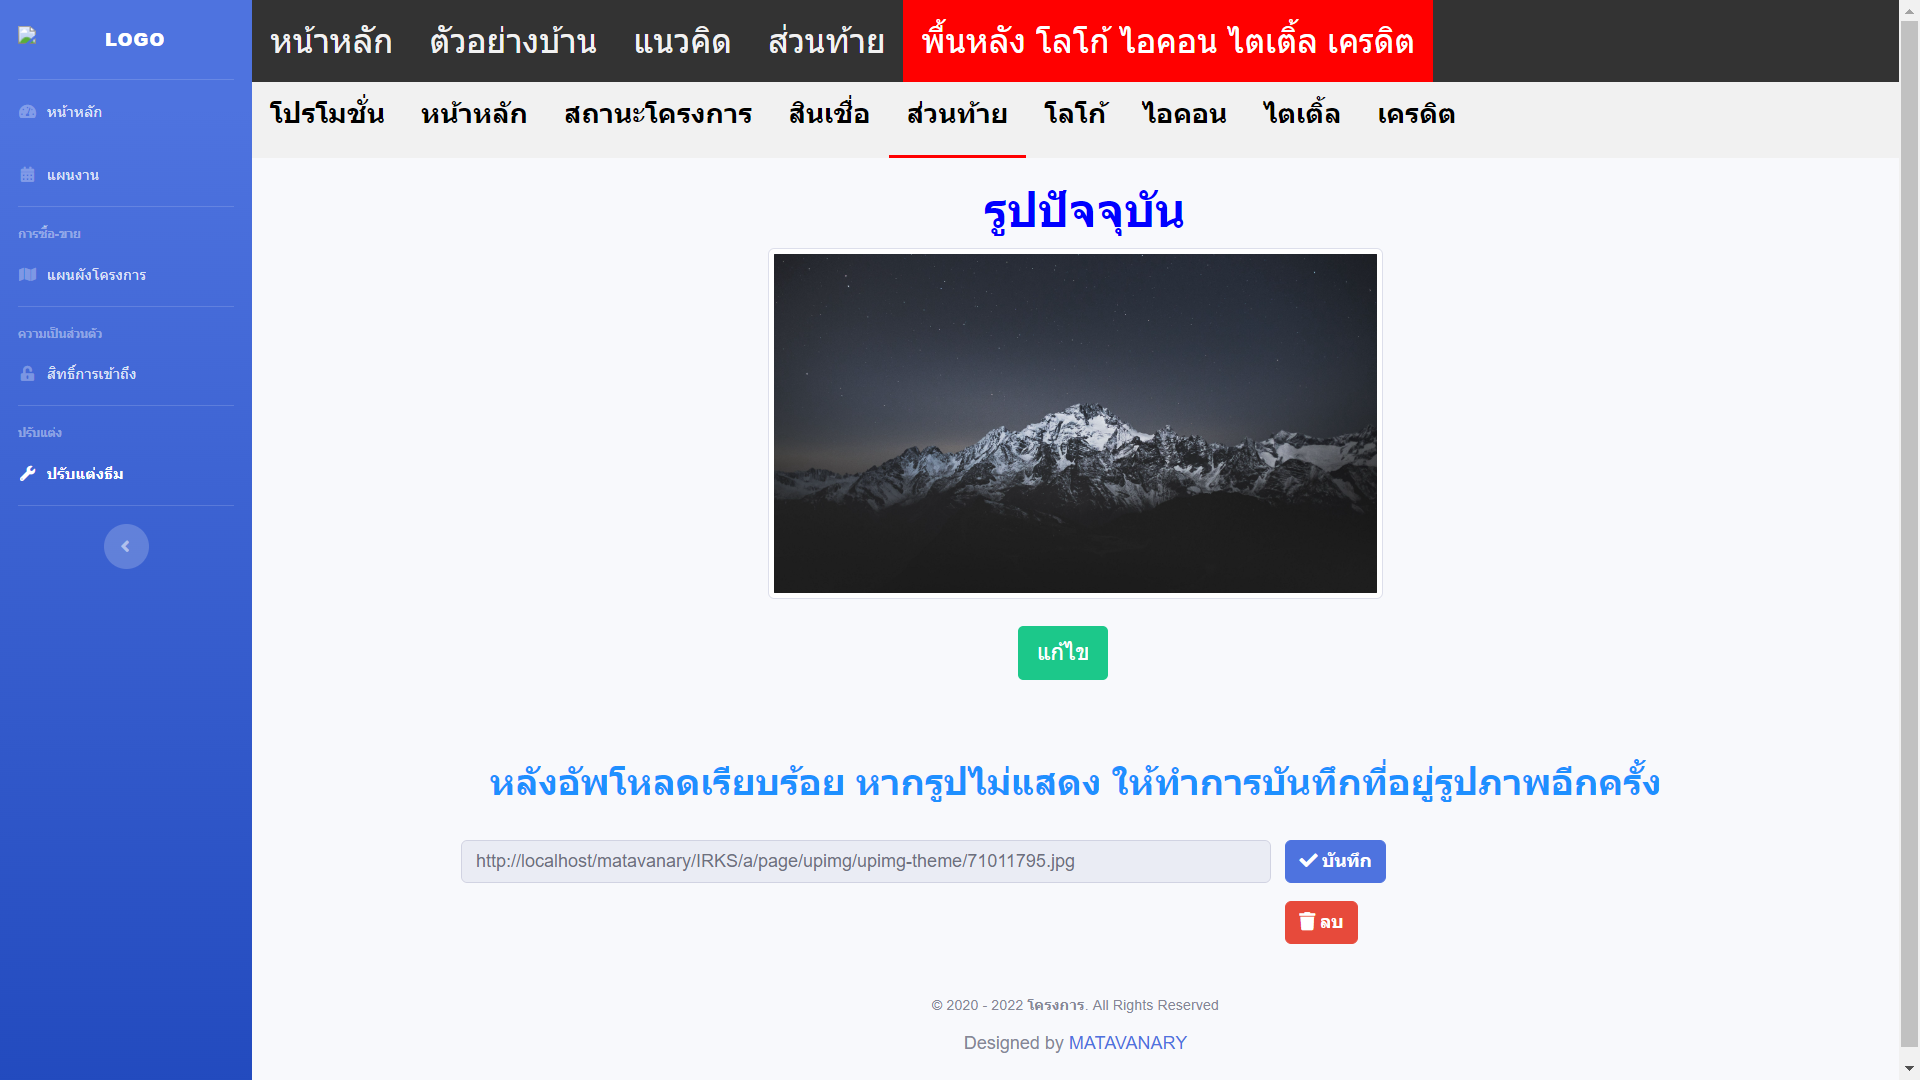 LOGO
หน้าหลัก
แผนงาน
การซื้อ-ขาย
แผนผังโครงการ
ความเป็นส่วนตัว
สิทธิ์การเข้าถึง
ปรับแต่ง
ปรับแต่งธีม
หน้าหลัก ตัวอย่างบ้าน แนวคิด ส่วนท้าย พื้นหลัง โลโก้ ไอคอน ไตเติ้ล เครดิต
โปรโมชั่น หน้าหลัก สถานะโครงการ สินเชื่อ ส่วนท้าย โลโก้ ไอคอน ไตเติ้ล เครดิต
รูปปัจจุบัน
แก้ไข
หลังอัพโหลดเรียบร้อย หากรูปไม่แสดง ให้ทำการบันทึกที่อยู่รูปภาพอีกครั้ง
http://localhost/matavanary/IRKS/a/page/upimg/upimg-theme/71011795.jpg บันทึก
ลบ
© 2020 - 2022 โครงการ. All Rights Reserved
Designed by MATAVANARY